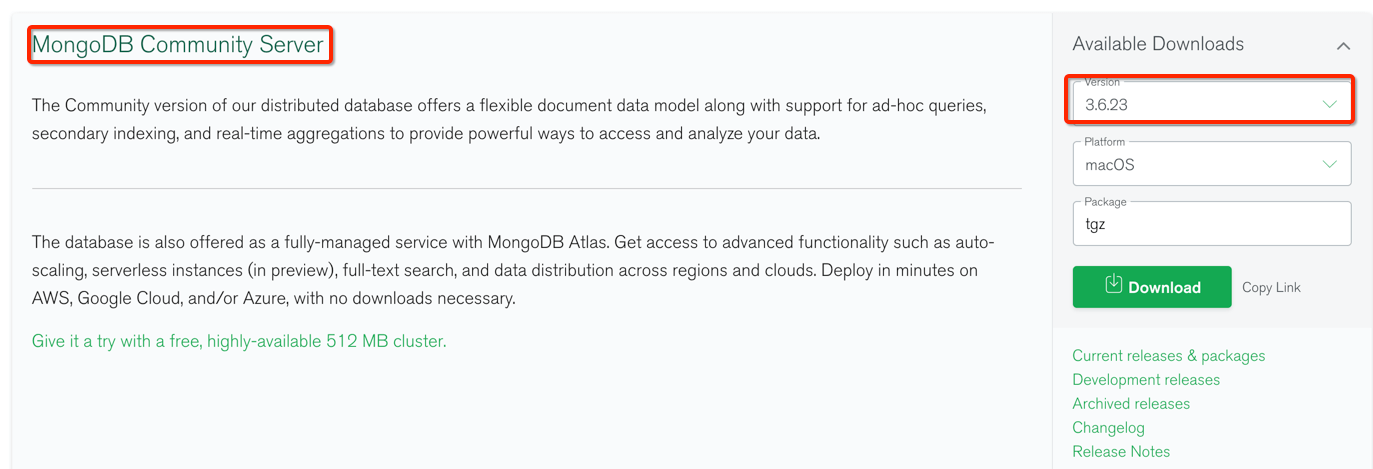 MongoDB Community Server
The Community version of our distributed database offers a flexible document data model along with support for ad-hoc queries,
secondary indexing, and real-time aggregations to provide powerful ways to access and analyze your data.
The database is also offered as a fully-managed service with MongoDB Atlas. Get access to advanced functionality such as auto-
scaling, serverless instances (in preview), full-text search, and data distribution across regions and clouds. Deploy in minutes on
AWS, Google Cloud, and/or Azure, with no downloads necessary.
Give it a try with a free, highly-available 512 MB cluster.
Available Downloads
Version
3.6.23
Platform
macOS
Package
tgz
Download
Copy Link
Current releases & packages
Development releases
Archived releases
Changelog
Release Notes